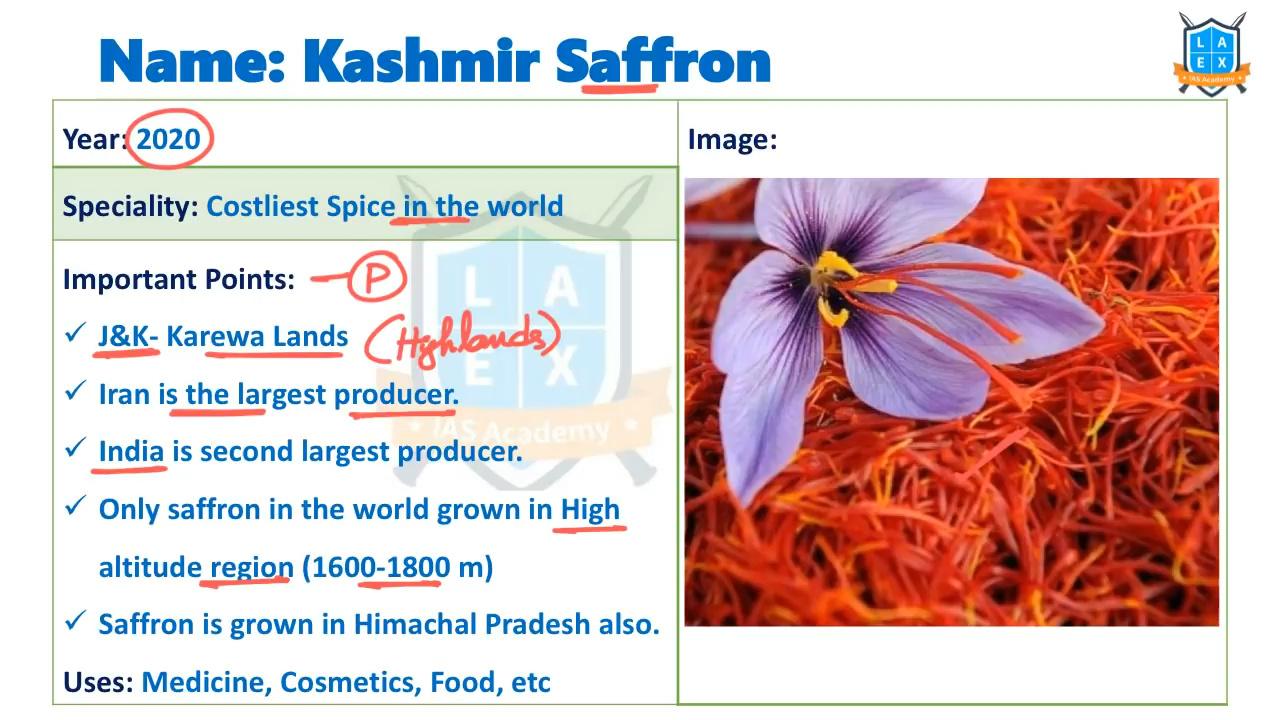 Name: Kashmir Saffron
L A
E X
IAS Academy
Year: 2020
Image:
Speciality: Costliest Spice in the world
Important Points: — P
✓ J&K- Karewa Lands (Highlands)
✓ Iran is the largest producer.
✓ India is second largest producer.
✓ Only saffron in the world grown in High
altitude region (1600-1800 m)
✓ Saffron is grown in Himachal Pradesh also.
Uses: Medicine, Cosmetics, Food, etc
L A
E X
IAS Academy